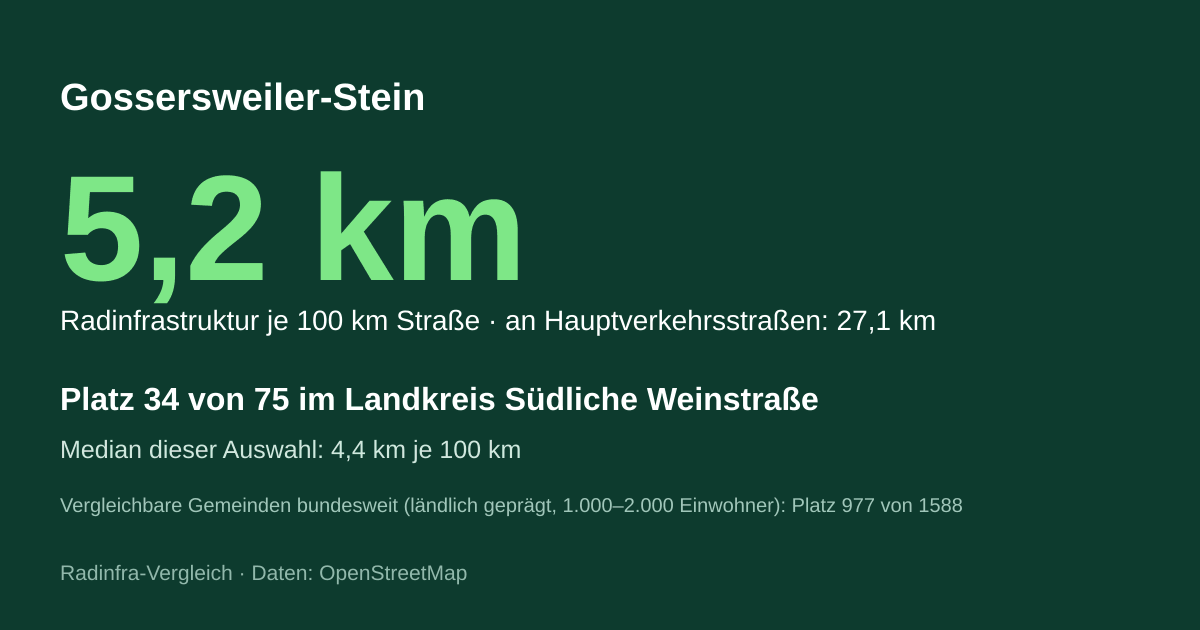 Gossersweiler-Stein
5,2 km
Radinfrastruktur je 100 km Straße · an Hauptverkehrsstraßen: 27,1 km
Platz 34 von 75 im Landkreis Südliche Weinstraße
Median dieser Auswahl: 4,4 km je 100 km
Vergleichbare Gemeinden bundesweit (ländlich geprägt, 1.000–2.000 Einwohner): Platz 977 von 1588
Radinfra-Vergleich · Daten: OpenStreetMap